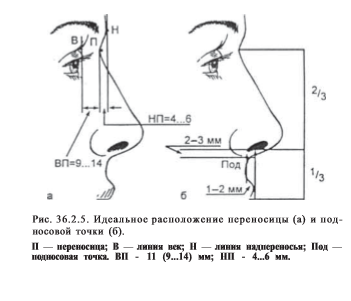 В П Н
НП=4...6
ВП=9...14
а
2–3 мм
Под
1–2 мм
б
2/3
1/3
Рис. 36.2.5. Идеальное расположение переносицы (а) и под-
носовой точки (б).
П — переносица; В — линия век; Н — линия надпереносья; Под —
подносовая точка. ВП - 11 (9...14) мм; НП - 4...6 мм.